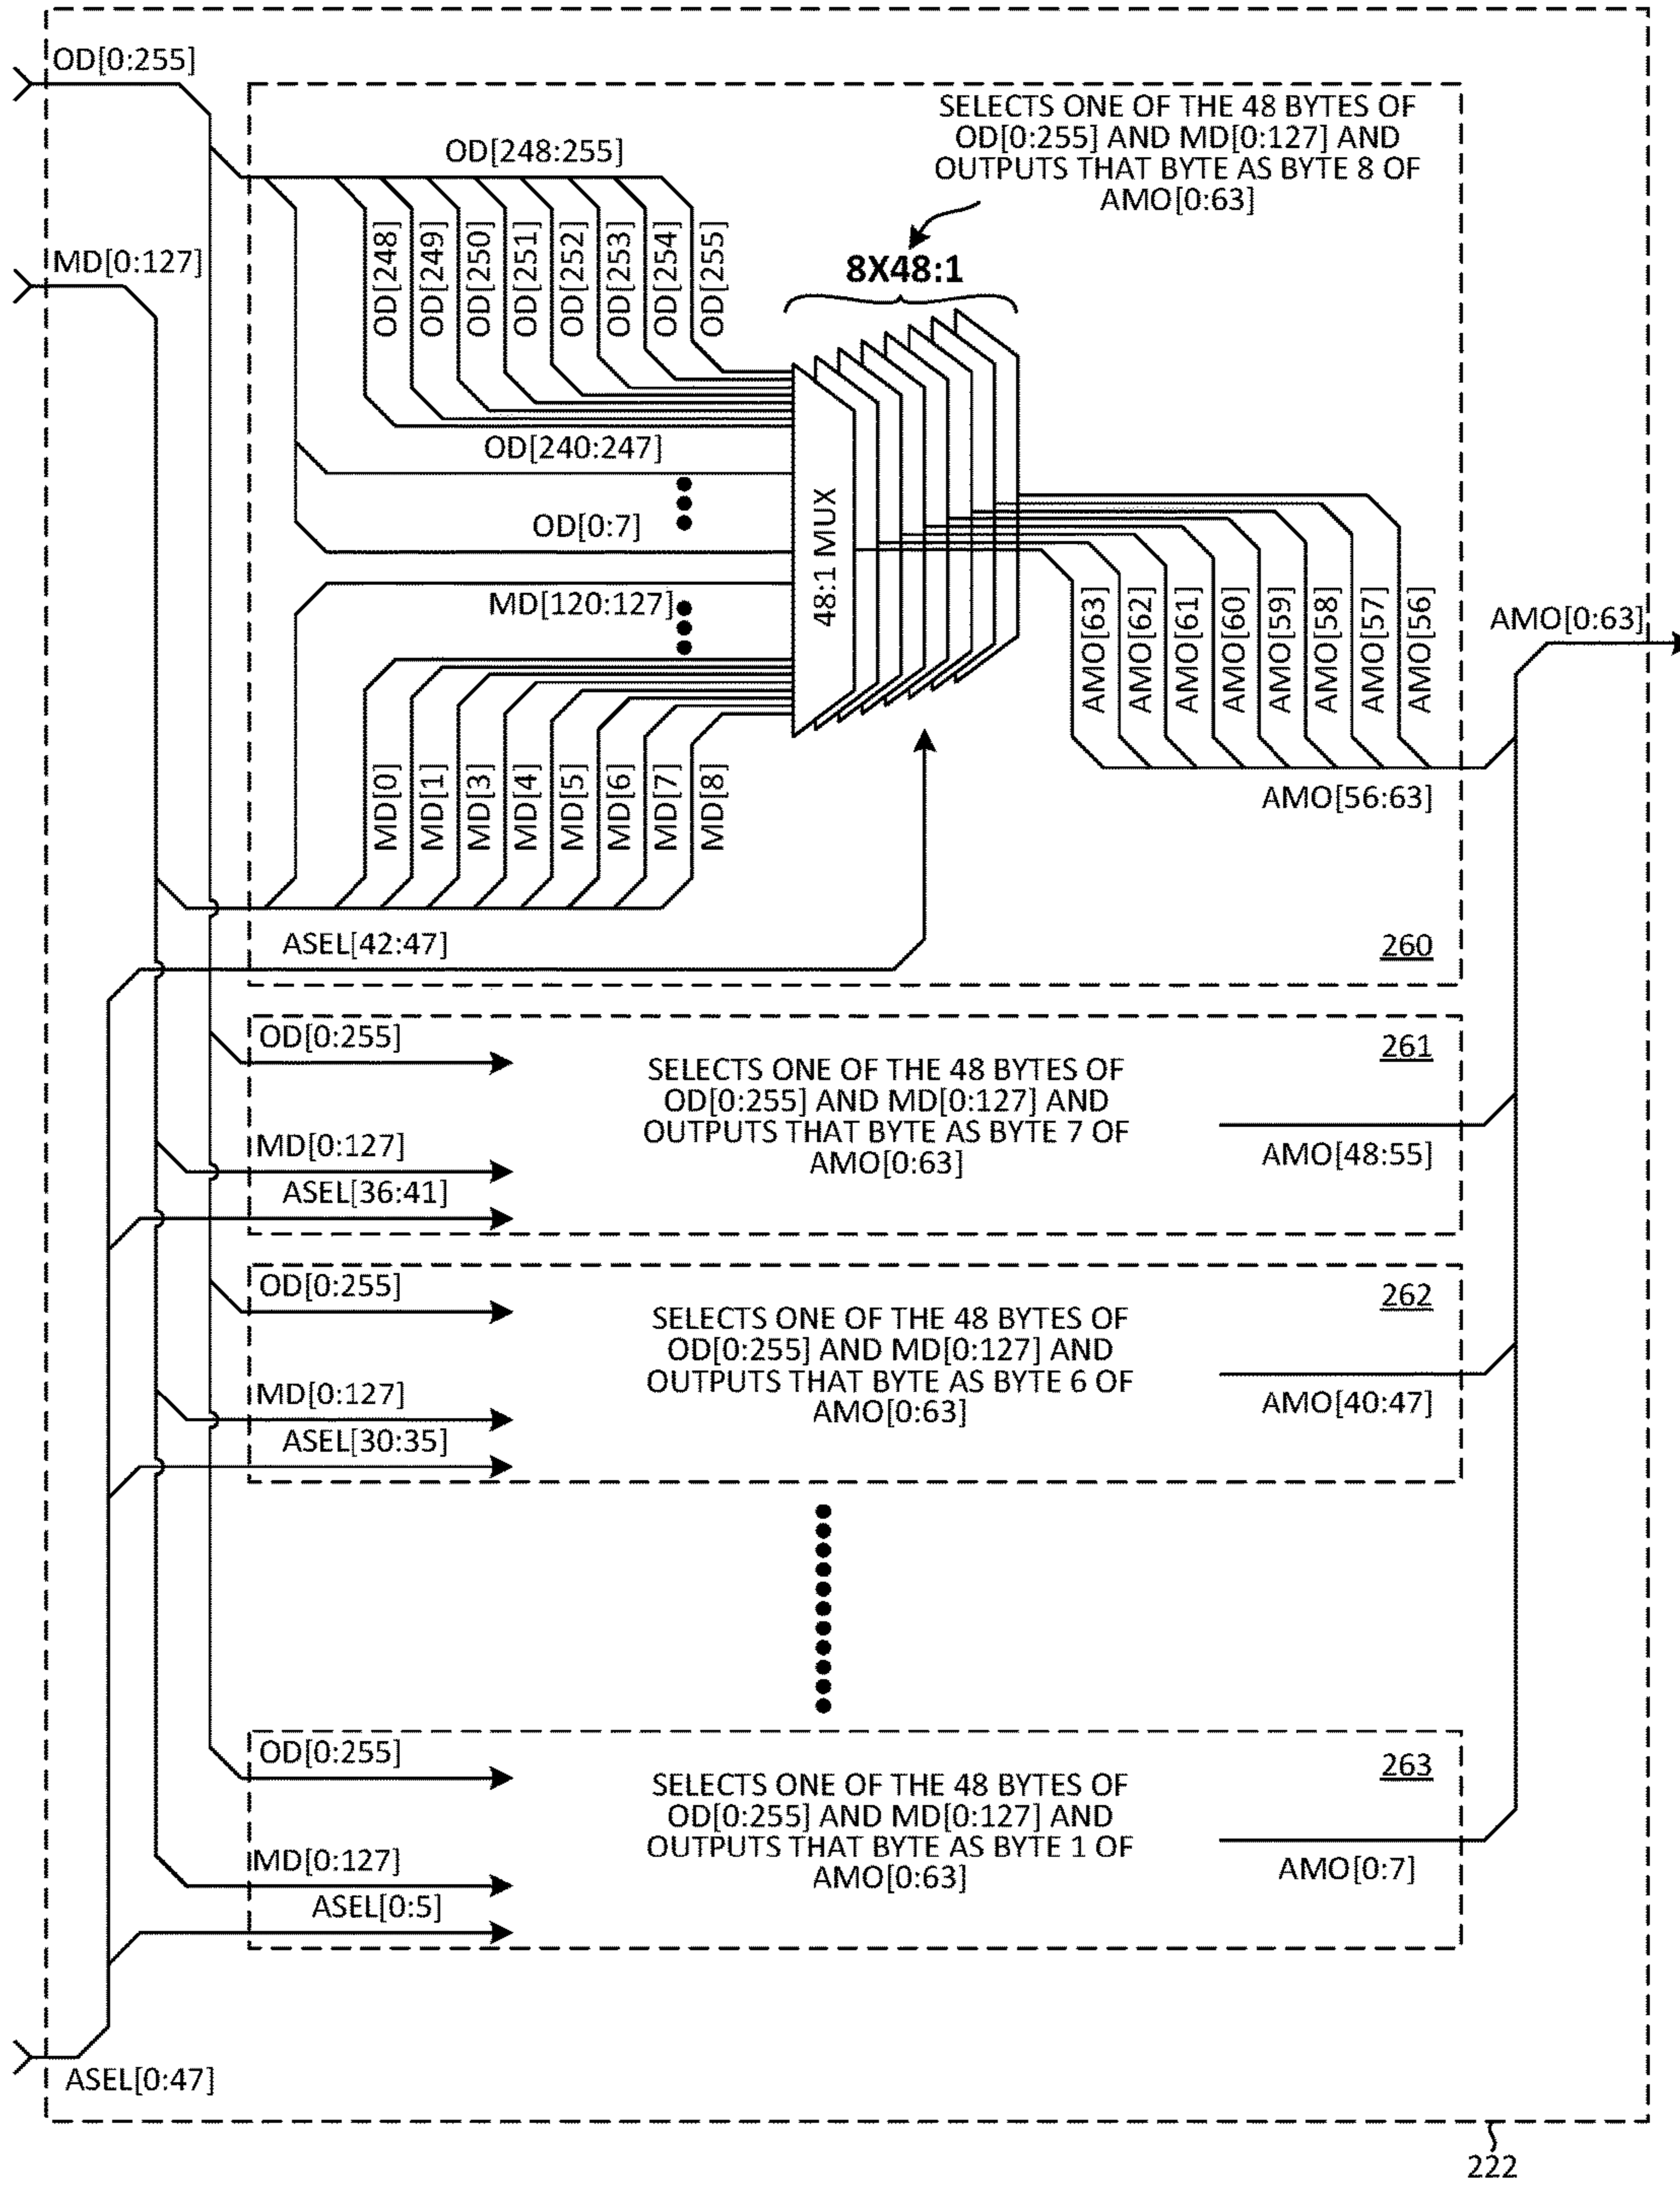 OD[0:255]
SELECTS ONE OF THE 48 BYTES OF
OD[0:255] AND MD[0:127] AND
OUTPUTS THAT BYTE AS BYTE 8 OF
AMO[0:63]
OD[248:255]
MD[0:127]
OD[248]
OD[249]
OD[250]
OD[251]
OD[252]
OD[253]
OD[254]
OD[255]
8X48:1
OD[240:247]
OD[0:7]
48:1 MUX
MD[120:127]
AMO[63]
AMO[62]
AMO[61]
AMO[60]
AMO[59]
AMO[58]
AMO[57]
AMO[56]
AMO[0:63]
MD[0]
MD[1]
MD[3]
MD[4]
MD[5]
MD[6]
MD[7]
MD[8]
AMO[56:63]
ASEL[42:47]
260
OD[0:255]
261
SELECTS ONE OF THE 48 BYTES OF
OD[0:255] AND MD[0:127] AND
OUTPUTS THAT BYTE AS BYTE 7 OF
AMO[0:63]
MD[0:127]
AMO[48:55]
ASEL[36:41]
OD[0:255]
262
SELECTS ONE OF THE 48 BYTES OF
OD[0:255] AND MD[0:127] AND
OUTPUTS THAT BYTE AS BYTE 6 OF
AMO[0:63]
MD[0:127]
AMO[40:47]
ASEL[30:35]
OD[0:255]
263
SELECTS ONE OF THE 48 BYTES OF
OD[0:255] AND MD[0:127] AND
OUTPUTS THAT BYTE AS BYTE 1 OF
AMO[0:63]
MD[0:127]
AMO[0:7]
ASEL[0:5]
ASEL[0:47]
222